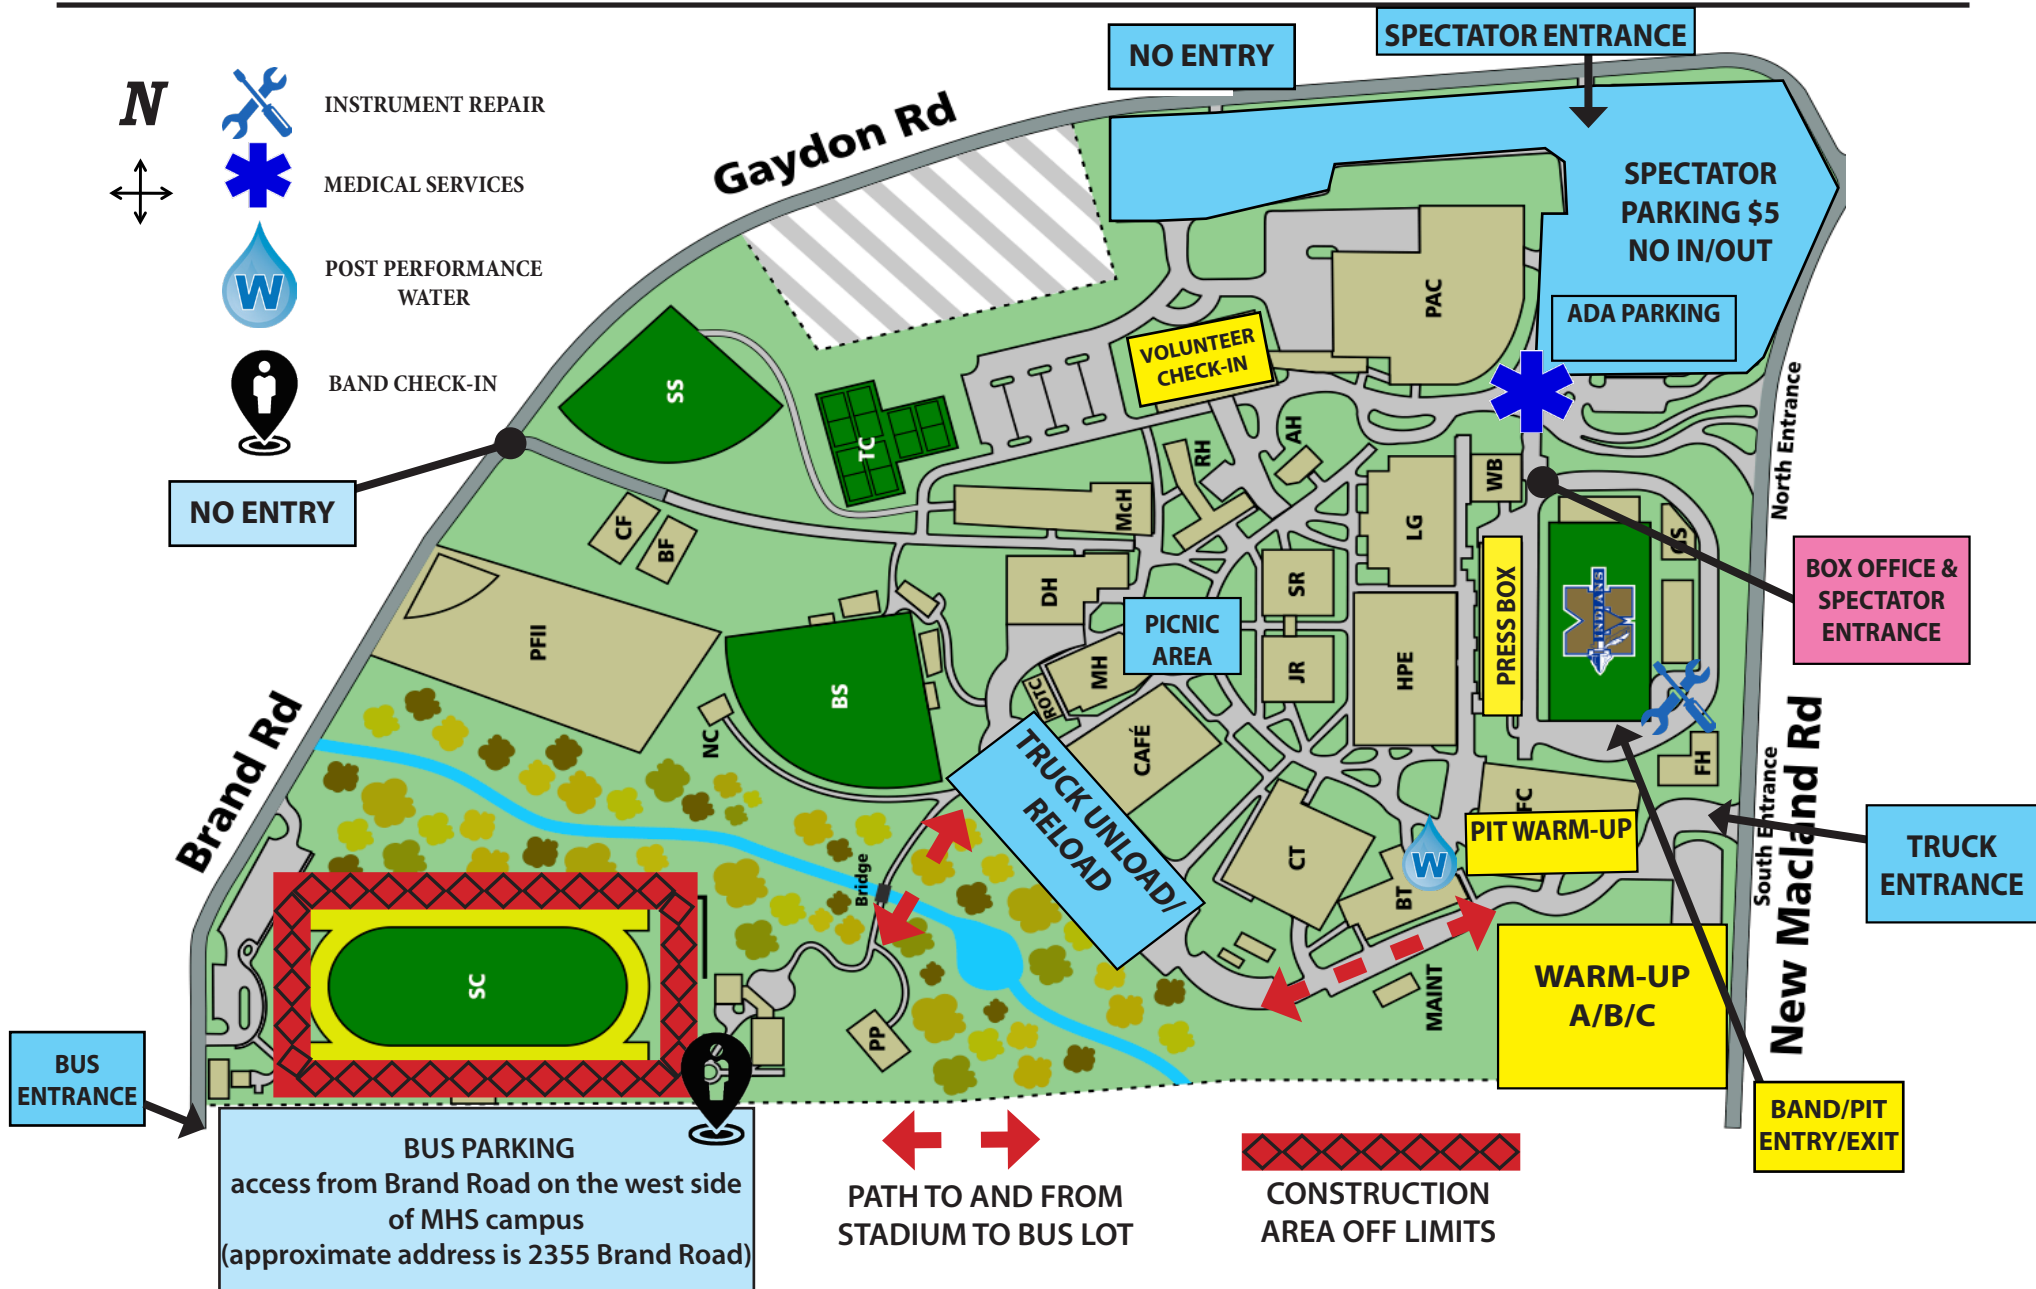 NO ENTRY
SPECTATOR ENTRANCE
N
INSTRUMENT REPAIR
MEDICAL SERVICES
W
POST PERFORMANCE
WATER
BAND CHECK-IN
Gaydon Rd
SPECTATOR
PARKING $5
NO IN/OUT
ADA PARKING
PAC
VOLUNTEER
CHECK-IN
North Entrance
SS
TC
NO ENTRY
CF
BF
McH
RH
AH
LG
WB
GS
BOX OFFICE &
SPECTATOR
ENTRANCE
PFII
DH
SR
PICNIC
AREA
PRESS BOX
INDIANS
M
BS
NC
ROTC
MH
JR
HPE
CAFÉ
FH
Brand Rd
TRUCK UNLOAD/
RELOAD
FC
PIT WARM-UP
South Entrance
New Macland Rd
TRUCK
ENTRANCE
Bridge
CT
W
BT
MAINT
WARM-UP
A/B/C
SC
PP
BUS
ENTRANCE
BAND/PIT
ENTRY/EXIT
BUS PARKING
access from Brand Road on the west side
of MHS campus
(approximate address is 2355 Brand Road)
PATH TO AND FROM
STADIUM TO BUS LOT
CONSTRUCTION
AREA OFF LIMITS